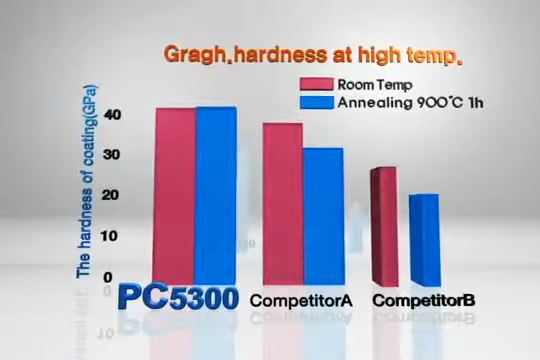 Gragh,hardness at high temp.
Room Temp
Annealing 900℃ 1h
The hardness of coating(GPa)
40
30
20
10
0
PC5300
CompetitorA
CompetitorB